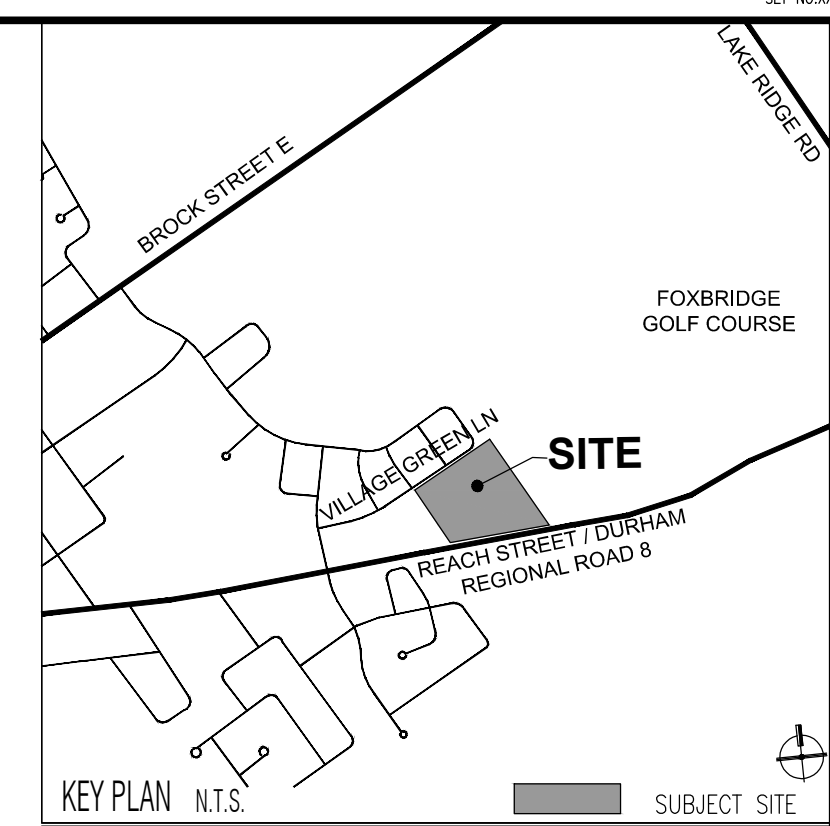 LAKE RIDGE RD
BROCK STREET E
FOXBRIDGE
GOLF COURSE
VILLAGE GREEN LN
SITE
REACH STREET / DURHAM
REGIONAL ROAD 8
KEY PLAN N.T.S.
SUBJECT SITE